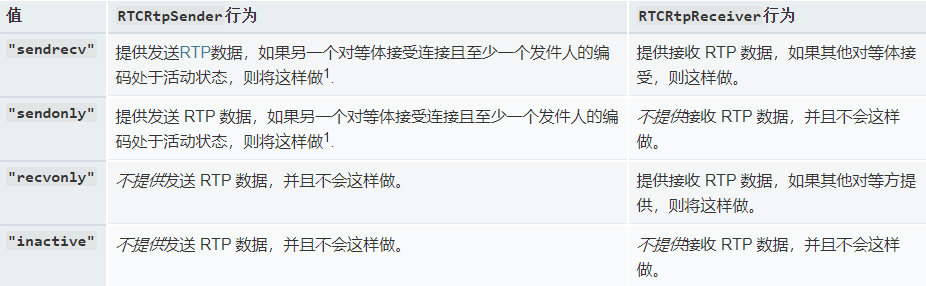 值 RTCRtpSender行为 RTCRtpReceiver行为
"sendrecv" 提供发送RTP数据，如果另一个对等体接受连接且至少一个发件人的编
码处于活动状态，则将这样做1.
提供接收 RTP 数据，如果其他对等体接
受，则这样做。
"sendonly" 提供发送 RTP 数据，如果另一个对等体接受连接且至少一个发件人的编
码处于活动状态，则将这样做1.
不提供接收 RTP 数据，并且不会这样
做。
"recvonly" 不提供发送 RTP 数据，并且不会这样做。
提供接收 RTP 数据，如果其他对等方提
供，则将这样做。
"inactive" 不提供发送 RTP 数据，并且不会这样做。
不提供接收 RTP 数据，并且不会这样
做。